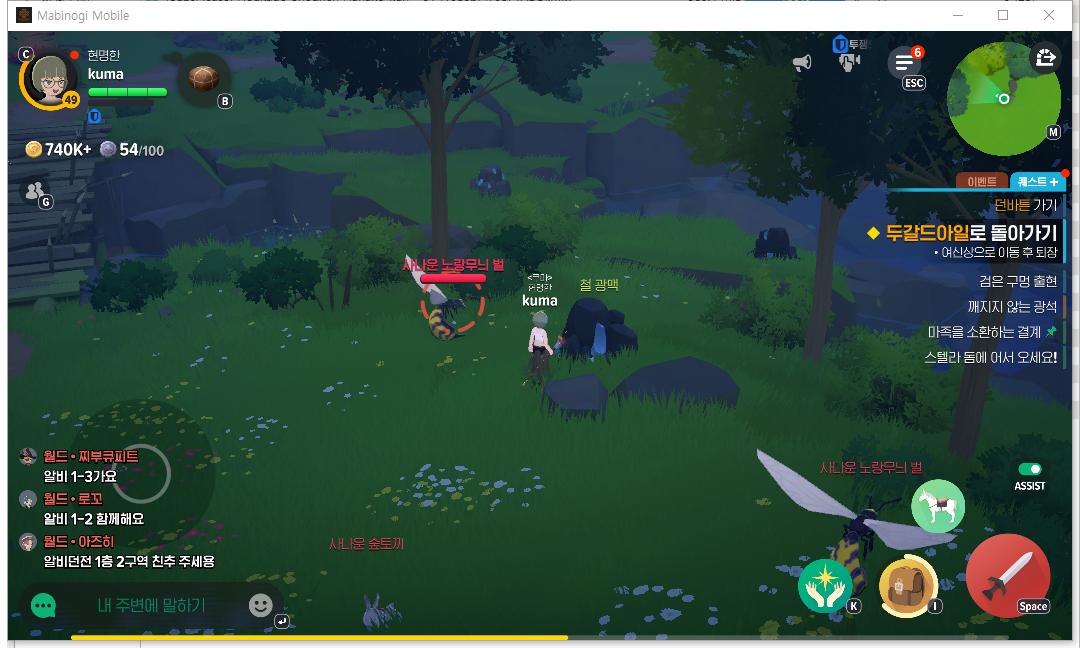 Mabinogi Mobile
C
현명한
kuma
49
B
740K+
54/100
G
6
ESC
M
이벤트
퀘스트 +
던바튼 가기
두갈드아일로 돌아가기
• 여신상으로 이동 후 퇴장
검은 구멍 출현
깨지지 않는 광석
마족을 소환하는 결계
스텔라 돔에 어서 오세요!
사나운 노랑무늬 벌
현명한
kuma
철 광맥
월드 • 찌부큐피트
알비 1-3가요
월드 • 로꼬
알비 1-2 함께해요
월드 • 아즈히
알비던전 1층 2구역 친추 주세용
사나운 숲토끼
사나운 노랑무늬 벌
ASSIST
내 주변에 말하기
K
I
Space